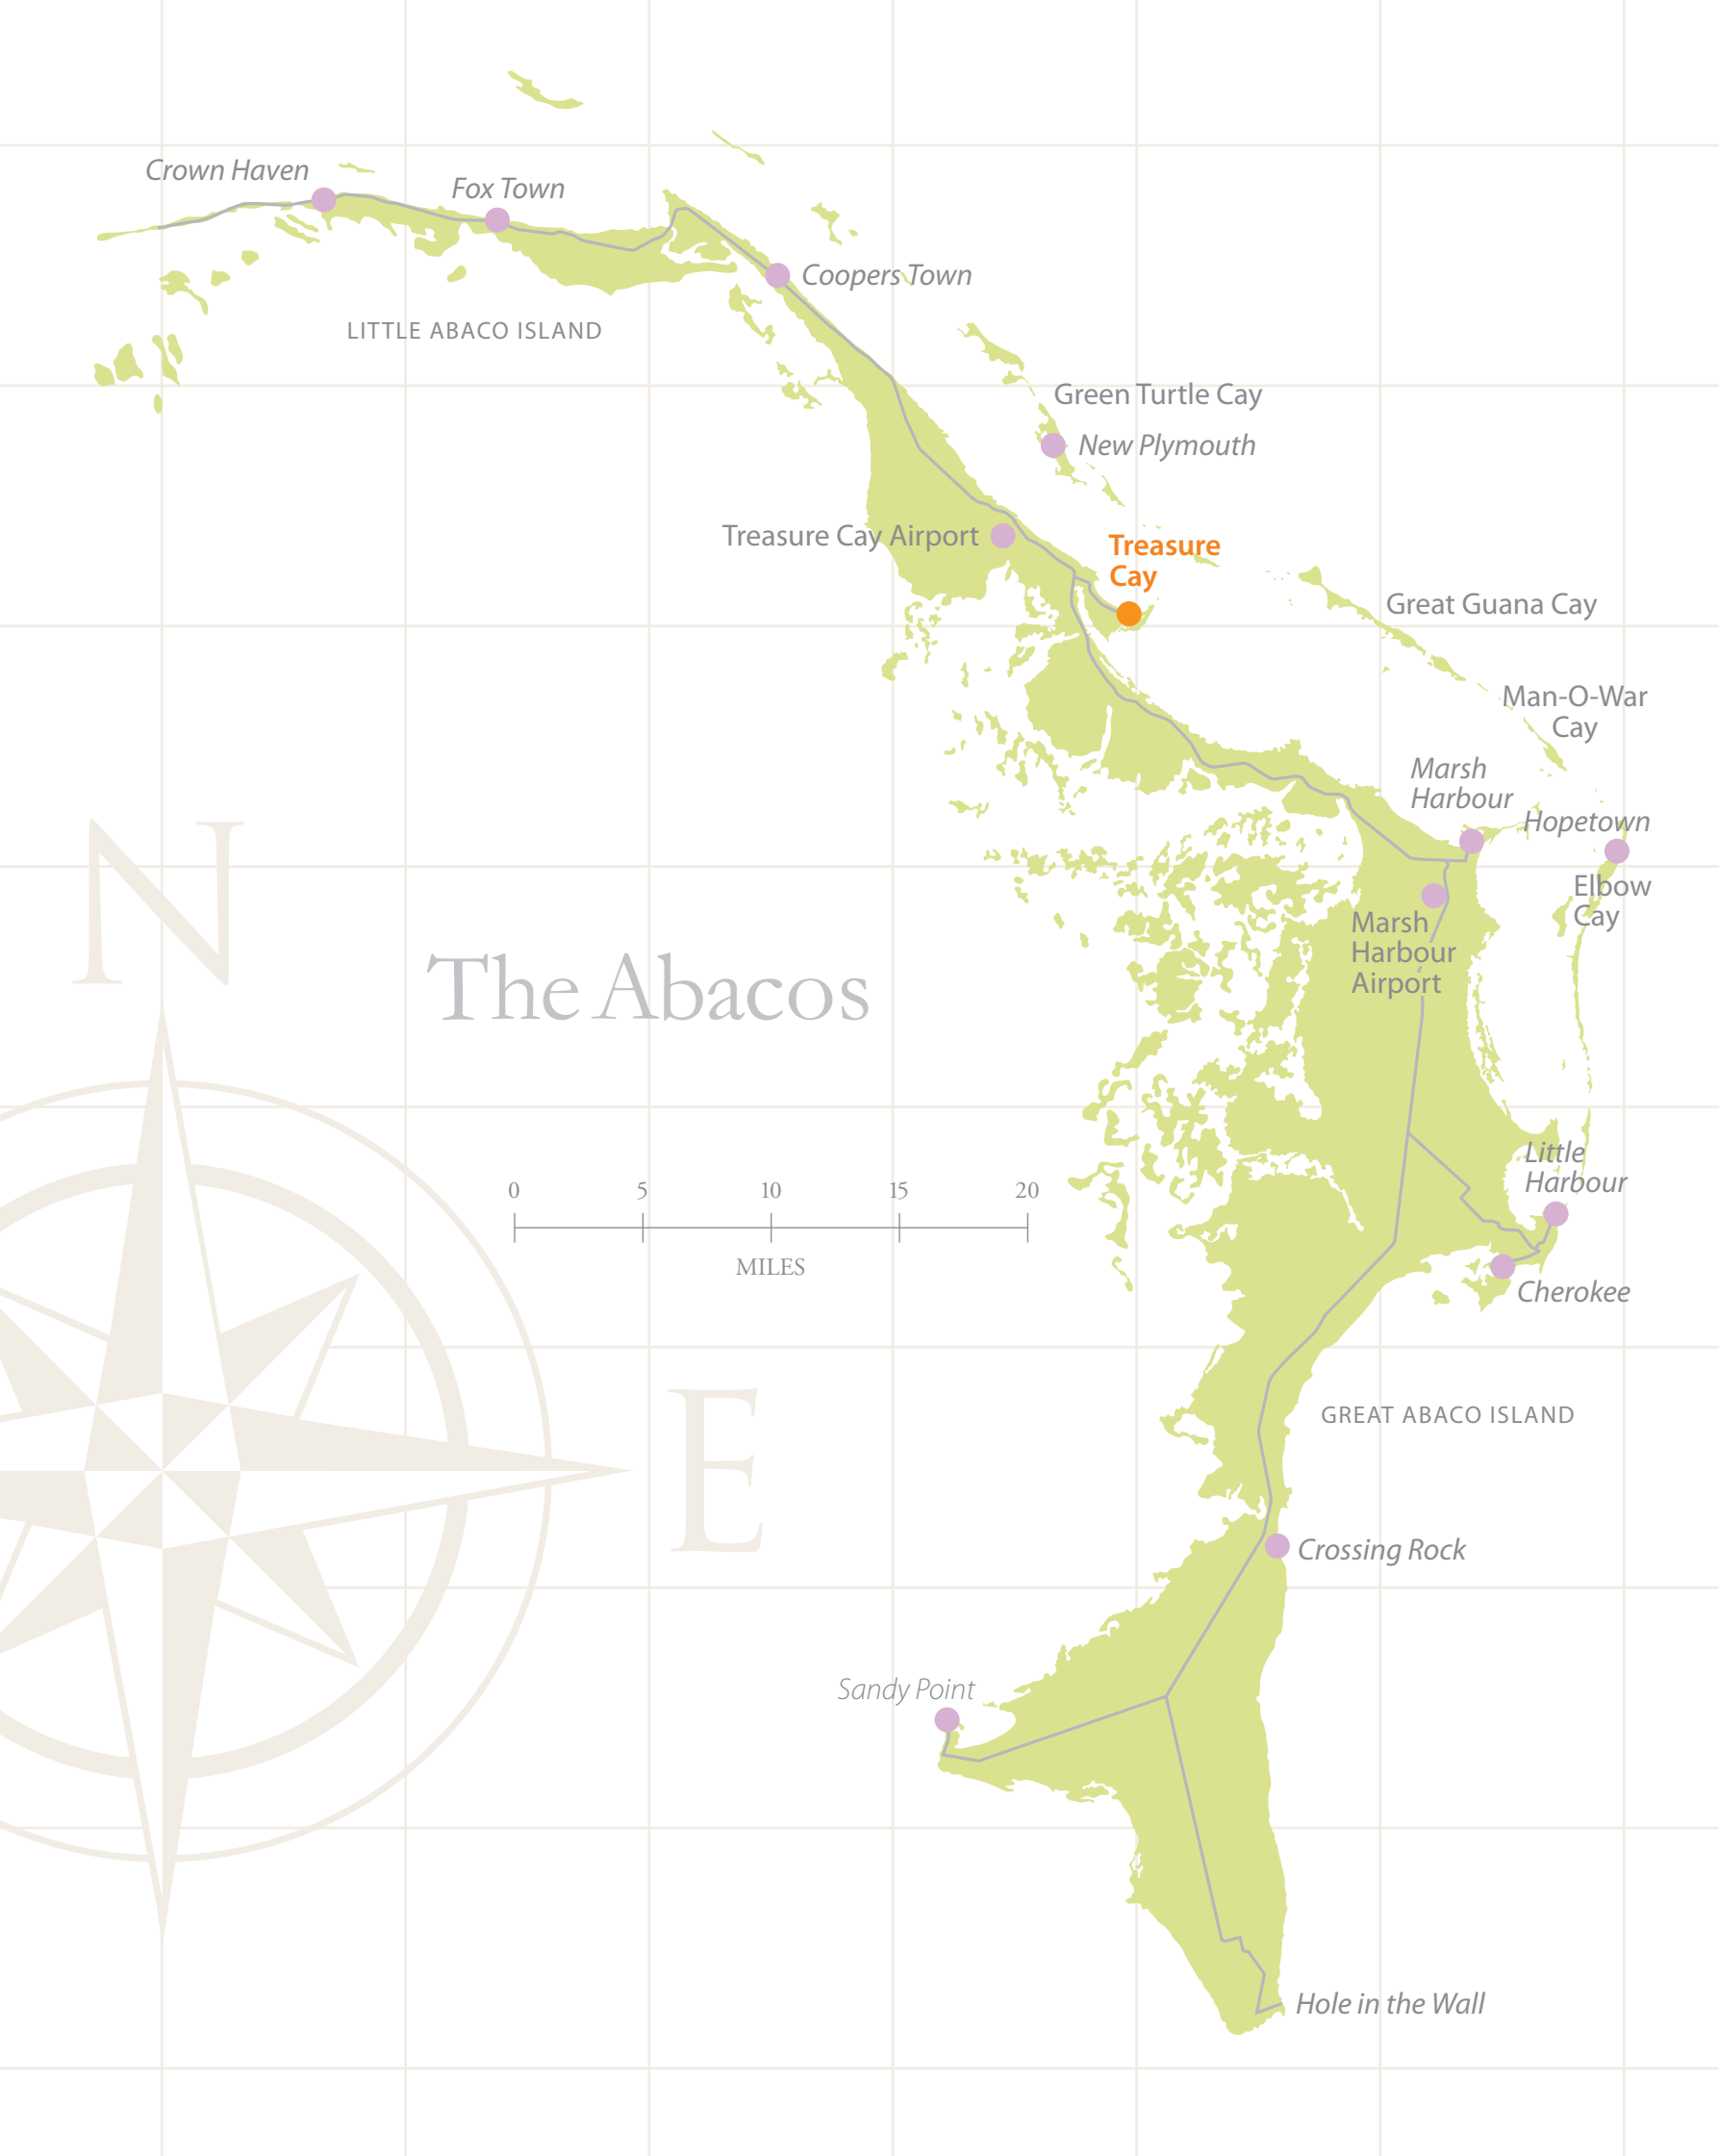 Crown Haven
Fox Town
Coopers Town
LITTLE ABACO ISLAND
Green Turtle Cay
New Plymouth
Treasure Cay Airport
Treasure
Cay
Great Guana Cay
Man-O-War
Cay
Marsh
Harbour
Hopetown
Elbow
Cay
Marsh
Harbour
Airport
N
The Abacos
Little
Harbour
0 5 10 15 20
MILES
Cherokee
E
GREAT ABACO ISLAND
Crossing Rock
Sandy Point
Hole in the Wall